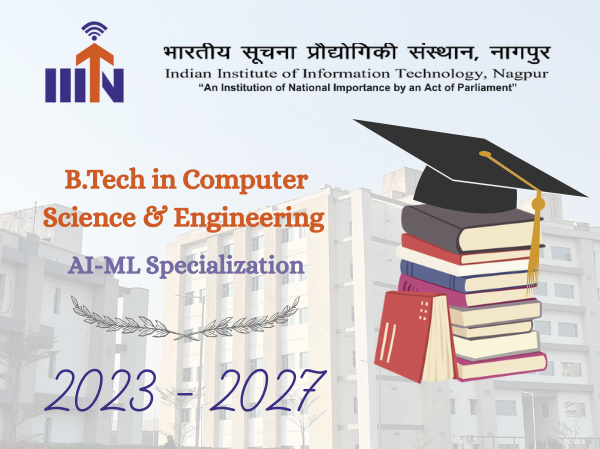 IIITN
भारतीय सूचना प्रौद्योगिकी संस्थान, नागपुर
Indian Institute of Information Technology, Nagpur
“An Institution of National Importance by an Act of Parliament”
B.Tech in Computer
Science & Engineering
AI-ML Specialization
2023 - 2027